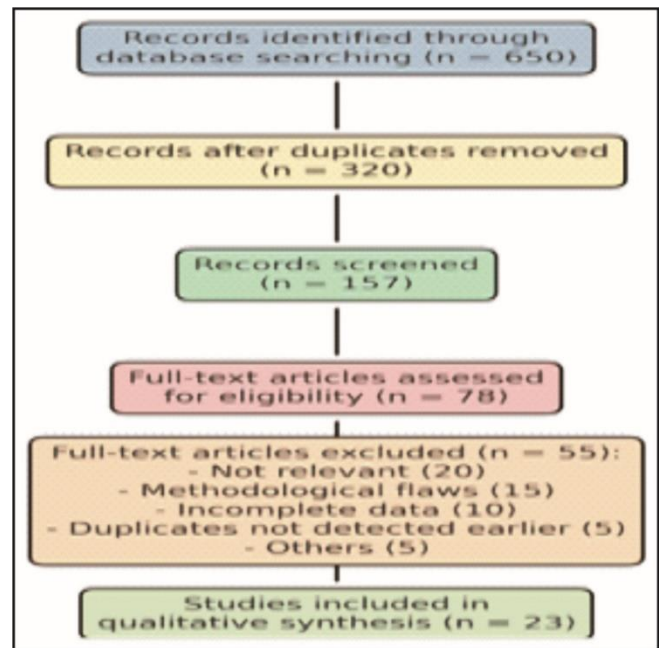 Records identified through
database searching (n = 650)
Records after duplicates removed
(n = 320)
Records screened
(n = 157)
Full-text articles assessed
for eligibility (n = 78)
Full-text articles excluded (n = 55):
- Not relevant (20)
- Methodological flaws (15)
- Incomplete data (10)
- Duplicates not detected earlier (5)
- Others (5)
Studies included in
qualitative synthesis (n = 23)